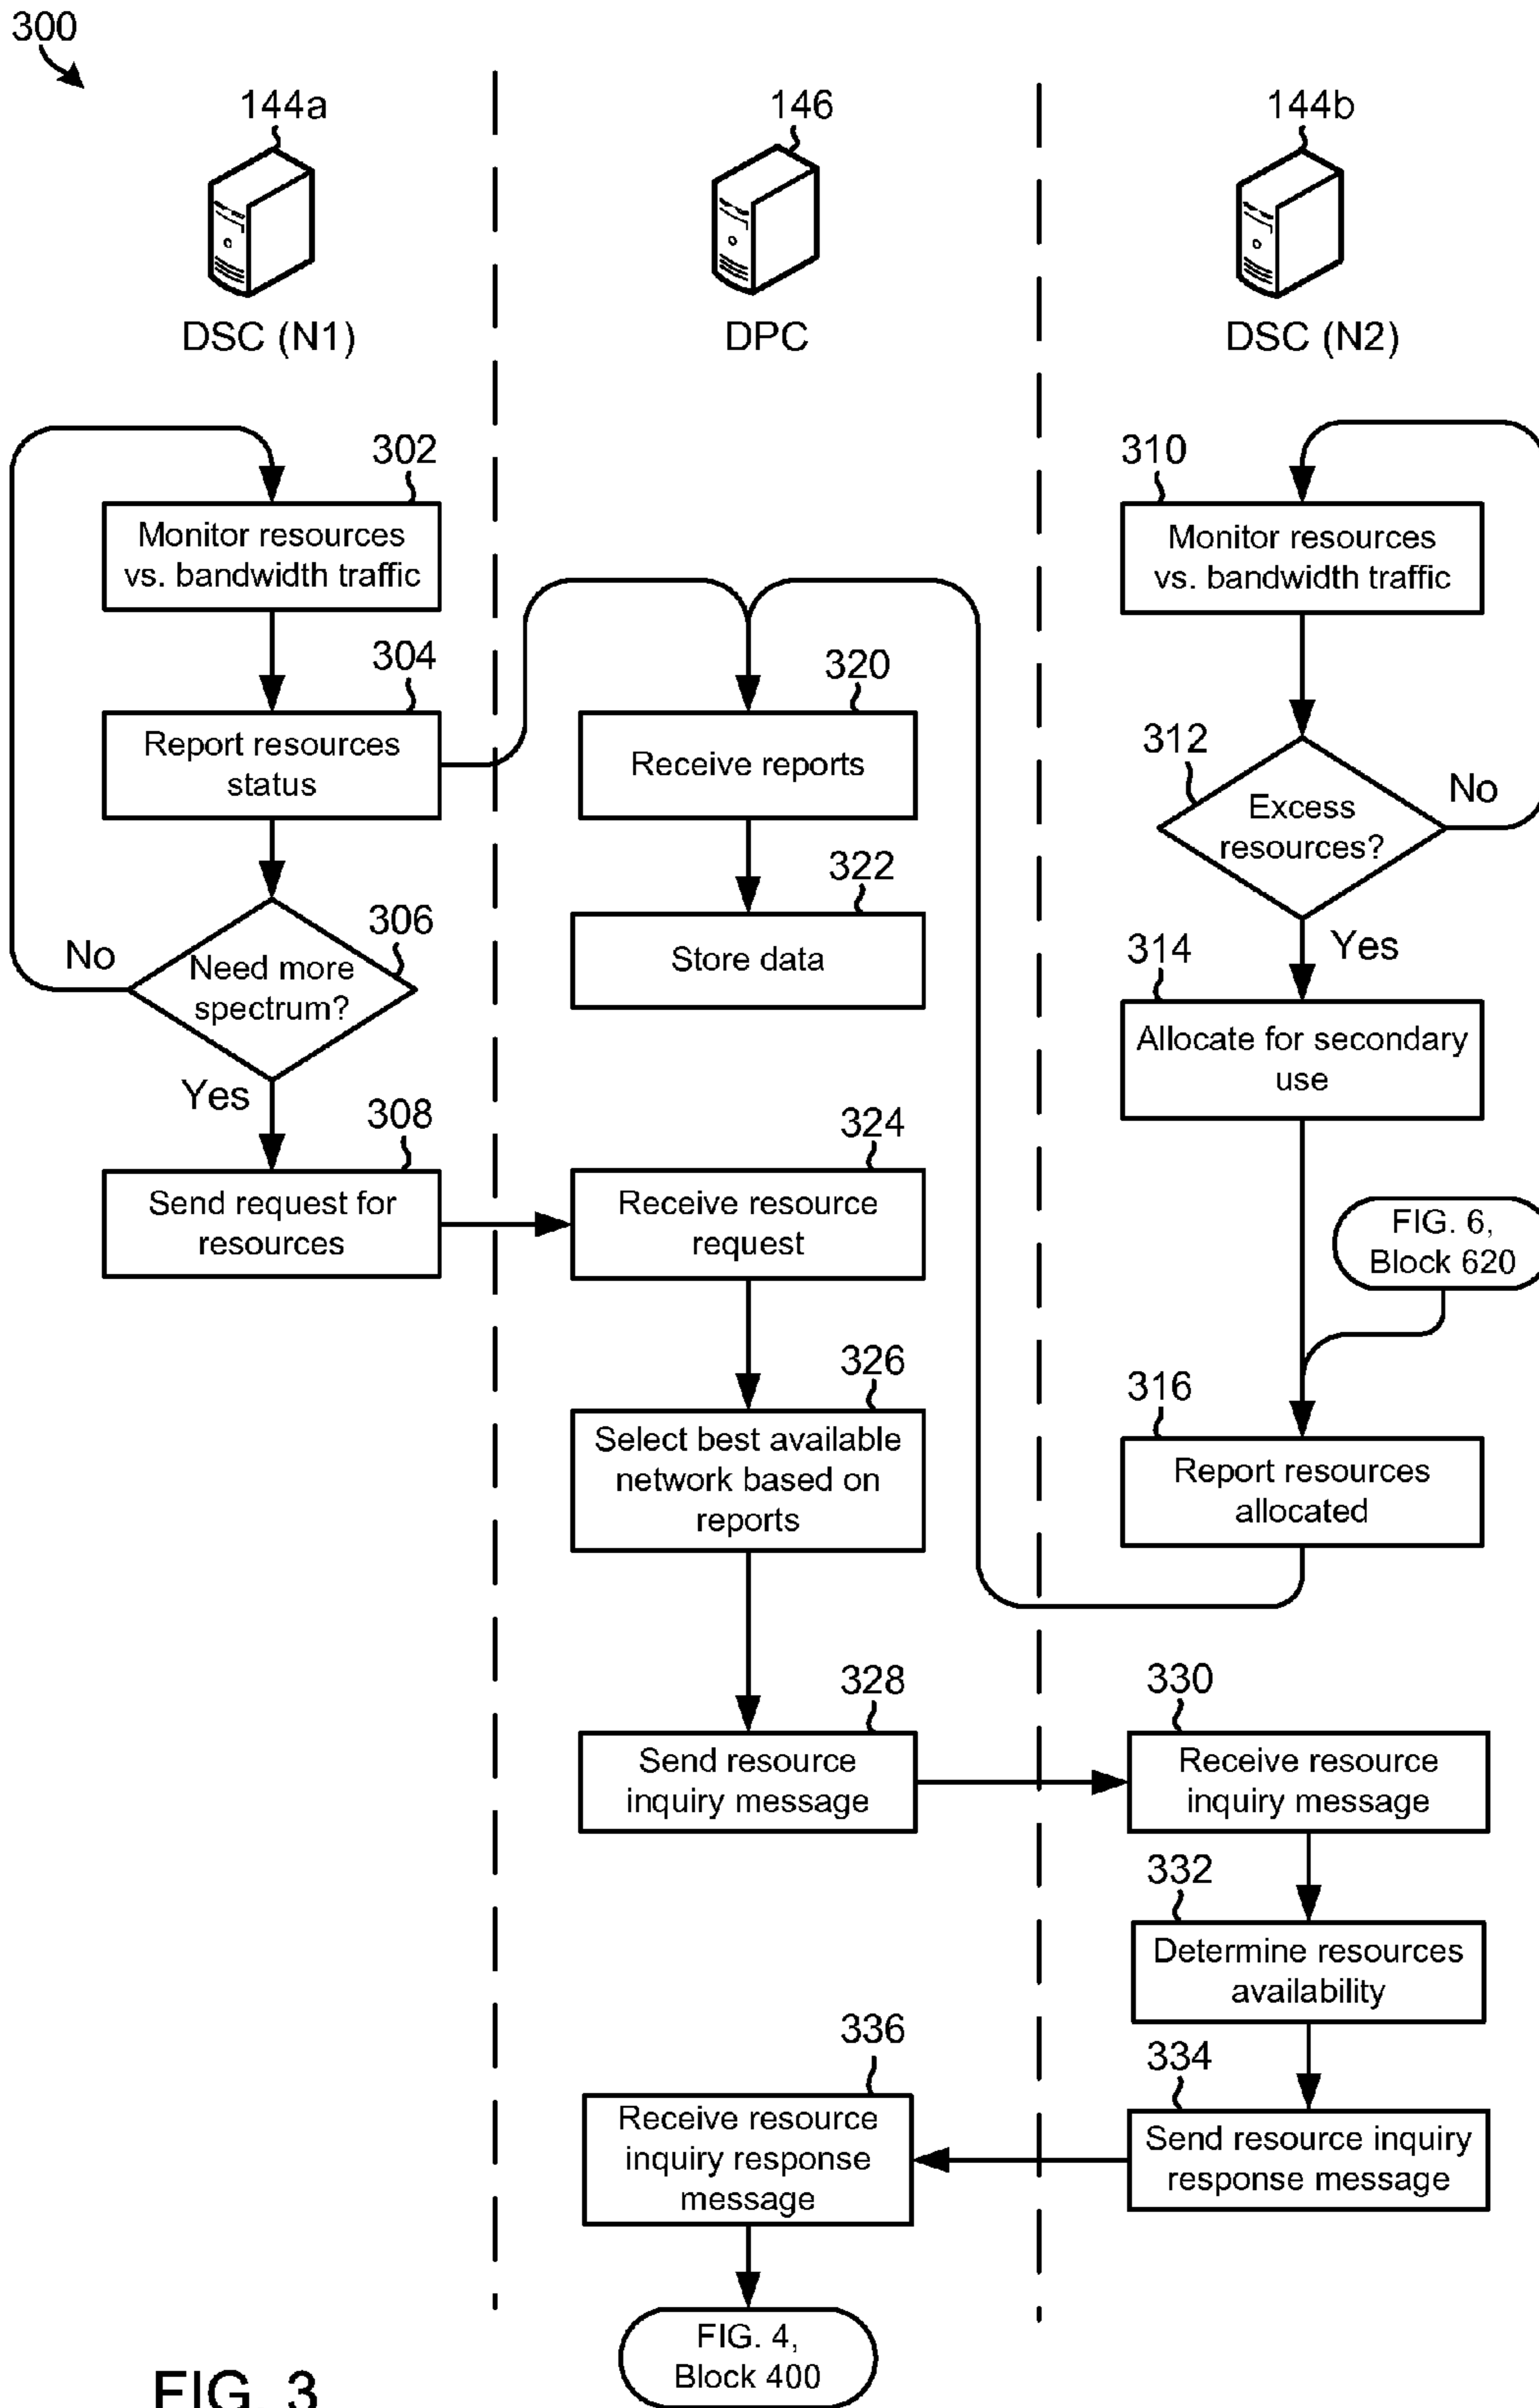 300
144a
146
144b
DSC (N1)
DPC
DSC (N2)
302
Monitor resources
vs. bandwidth traffic
304
Report resources
status
306
Need more
spectrum?
No
Yes
308
Send request for
resources
320
Receive reports
322
Store data
324
Receive resource
request
326
Select best available
network based on
reports
328
Send resource
inquiry message
336
Receive resource
inquiry response
message
FIG. 4,
Block 400
310
Monitor resources
vs. bandwidth traffic
312
Excess
resources?
No
Yes
314
Allocate for secondary
use
FIG. 6,
Block 620
316
Report resources
allocated
330
Receive resource
inquiry message
332
Determine resources
availability
334
Send resource inquiry
response message
FIG. 3